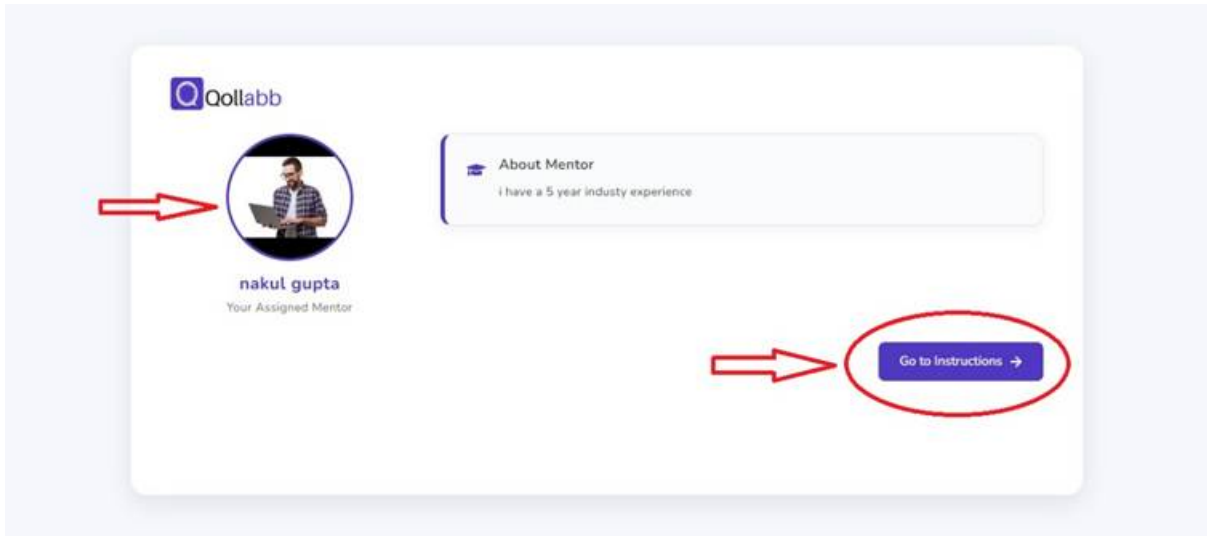 Qollabb
About Mentor
i have a 5 year industy experience
nakul gupta
Your Assigned Mentor
Go to Instructions →